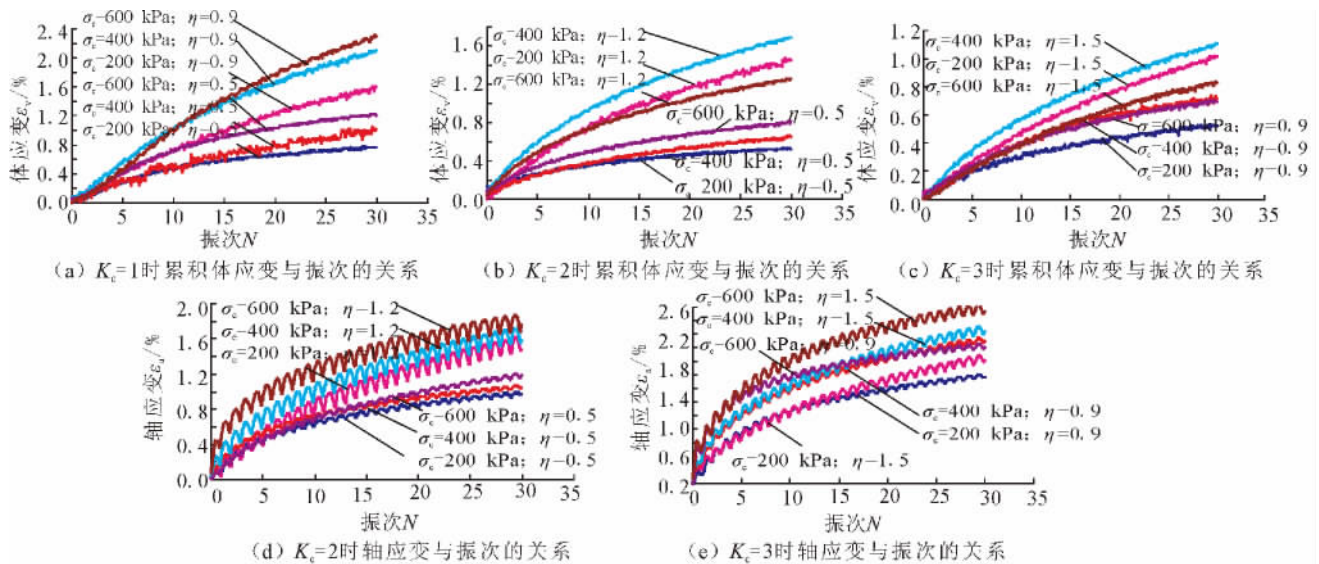 σc-600 kPa; η=0.9
σc=400 kPa; η-0.9
σc-200 kPa; η-0.9
σc-600 kPa; η=0.5
σc=400 kPa;
σc-200 kPa; η-0.5
2.4
2.0
1.6
1.2
0.8
0.4
0.0
体应变εv/%
0 5 10 15 20 25 30 35
振次N
(a) Kc=1时累积体应变与振次的关系
σc-400 kPa; η-1.2
σc-200 kPa; η=1.2
σc=600 kPa; η=1.2
σc=600 kPa; η=0.5
σc=400 kPa; η=0.5
σc 200 kPa; η-0.5
1.6
1.2
0.8
0.4
0.0
体应变εv/%
0 5 10 15 20 25 30 35
振次N
(b) Kc=2时累积体应变与振次的关系
σc=400 kPa; η=1.5
σc-200 kPa; η-1.5
σc=600 kPa; η-1.5
σc=600 kPa; η=0.9
σc-400 kPa; η-0.9
σc=200 kPa; η-0.9
1.2
1.0
0.8
0.6
0.4
0.2
0.0
体应变εv/%
0 5 10 15 20 25 30 35
振次N
(c) Kc=3时累积体应变与振次的关系
σc-600 kPa; η-1.2
σc-400 kPa; η=1.2
σc=200 kPa;
σc-600 kPa; η=0.5
σc=400 kPa; η-0.5
σc-200 kPa; η-0.5
2.0
1.6
1.2
0.8
0.4
0.0
轴应变εa/%
0 5 10 15 20 25 30 35
振次N
(d) Kc=2时轴应变与振次的关系
σc-600 kPa; η=1.5
σc=400 kPa; η-1.5
σc-600 kPa; η-0.9
σc=400 kPa; η-0.9
σc=200 kPa; η=0.9
σc-200 kPa; η-1.5
2.6
2.2
1.8
1.4
1.0
0.6
0.2
轴应变εa/%
0 5 10 15 20 25 30 35
振次N
(e) Kc=3时轴应变与振次的关系